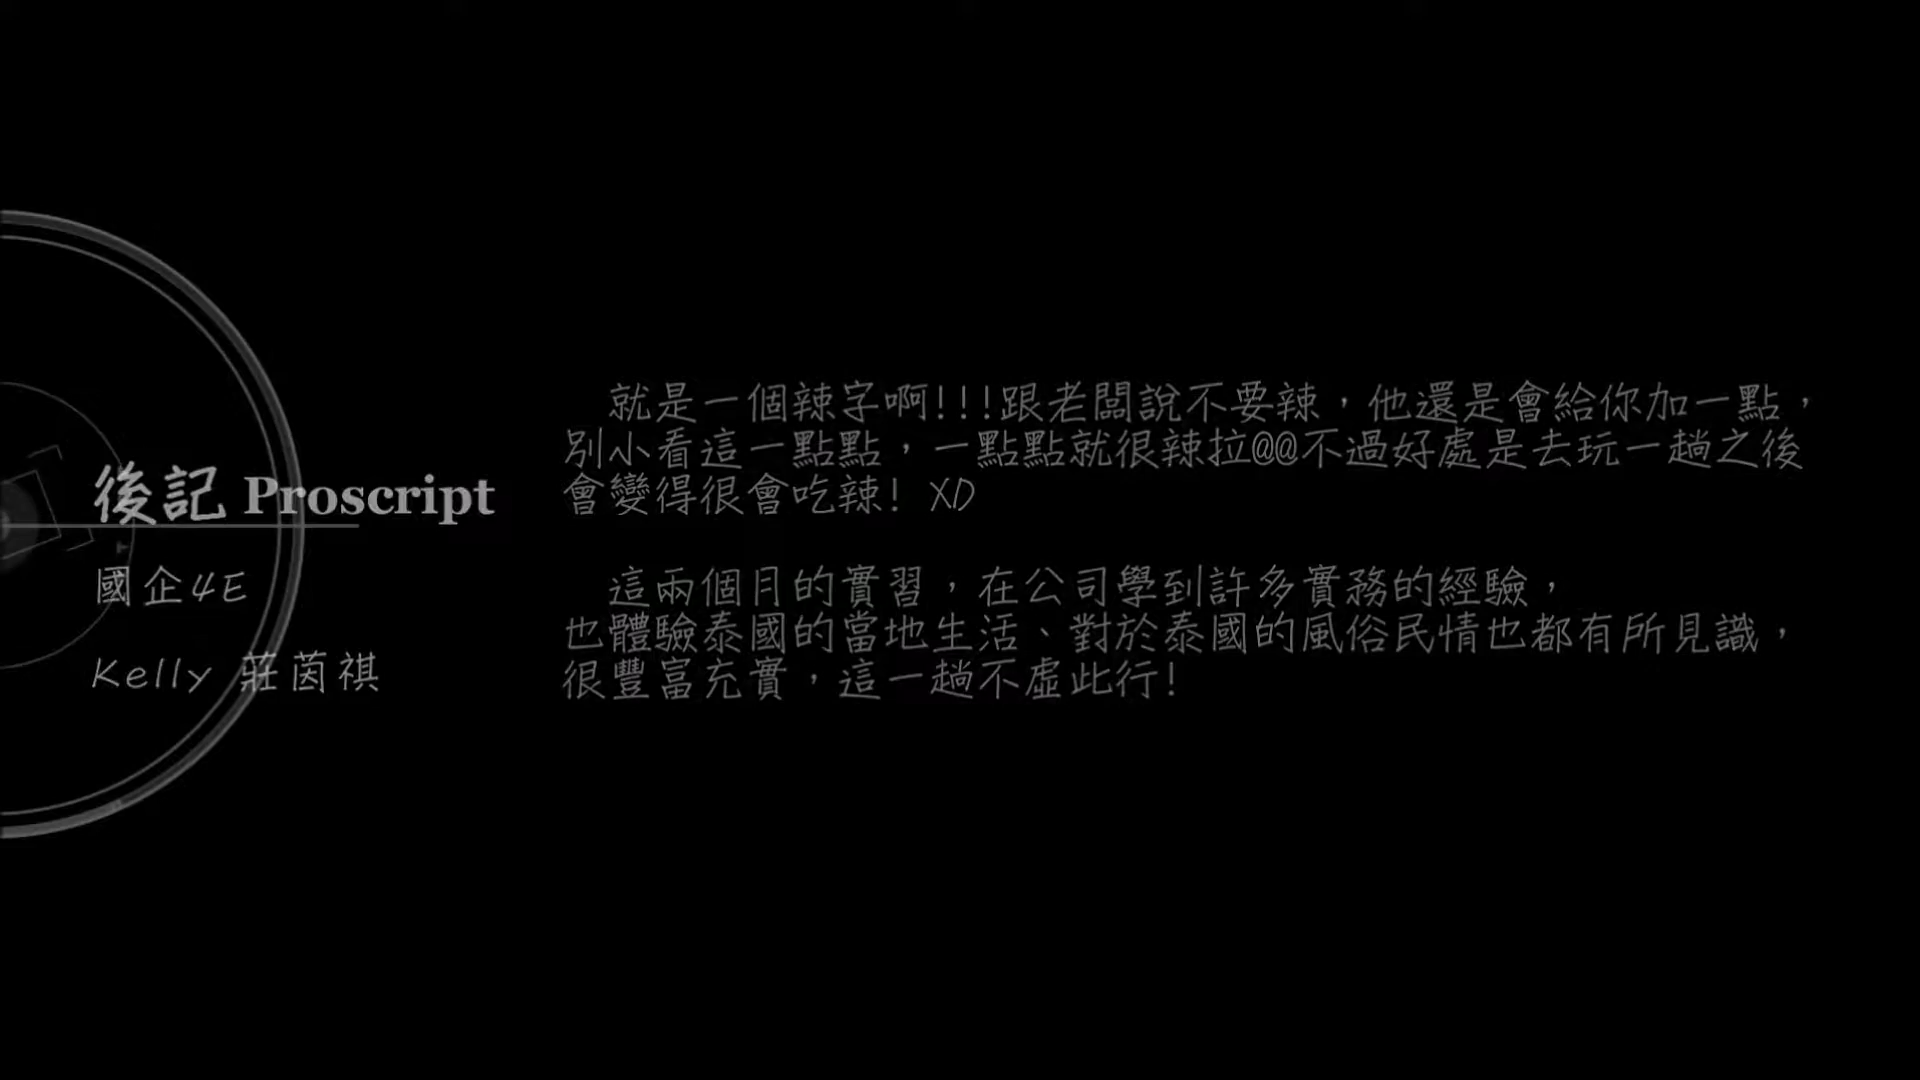 後記 Proscript
國企4E
Kelly 莊茵祺
就是一個辣字啊!!!跟老闆說不要辣，他還是會給你加一點，
別小看這一點點，一點點就很辣拉@@不過好處是去玩一趟之後
會變得很會吃辣! XD
這兩個月的實習，在公司學到許多實務的經驗，
也體驗泰國的當地生活、對於泰國的風俗民情也都有所見識，
很豐富充實，這一趟不虛此行!